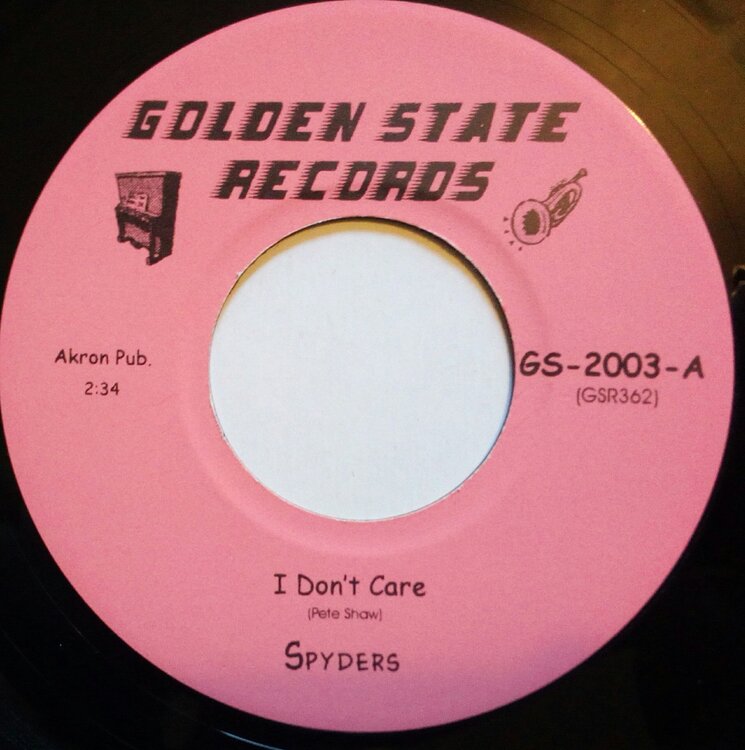 GOLDEN STATE
RECORDS
Akron Pub.
2:34
GS-2003-A
(GSR362)
I Don't Care
(Pete Shaw)
SPYDERS